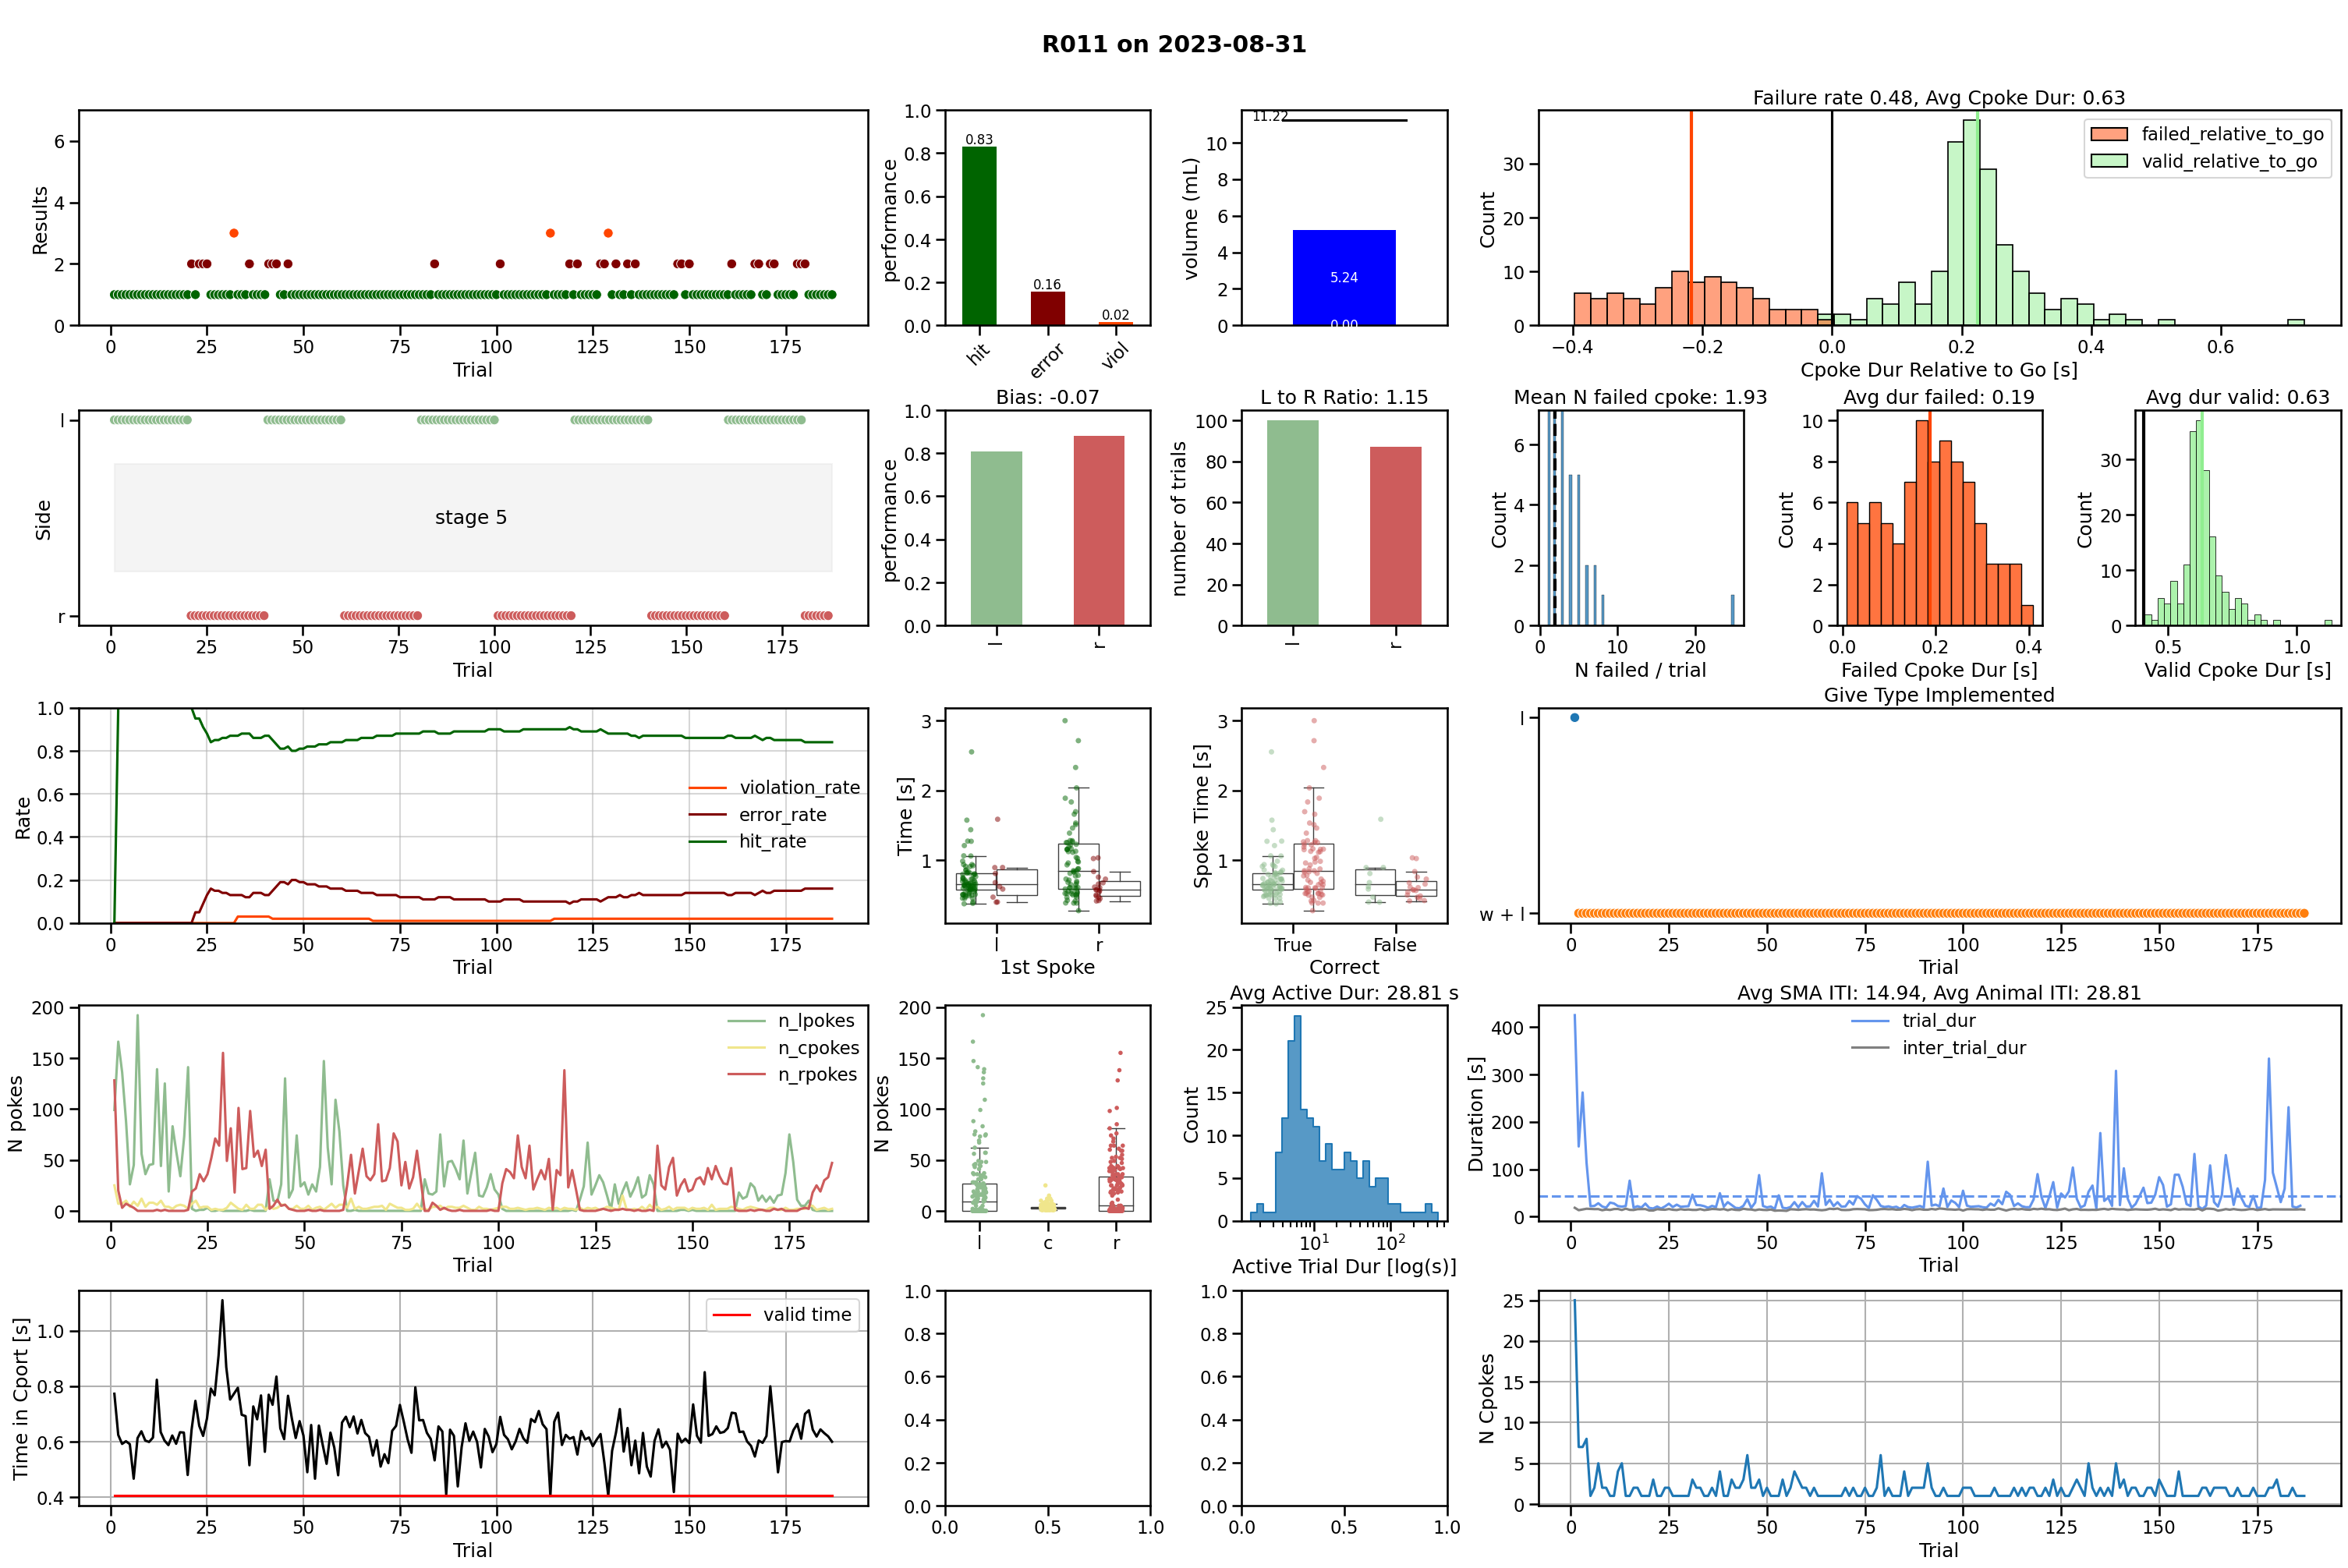 R011 on 2023-08-31
Results
6
4
2
0
0 25 50 75 100 125 150 175
Trial
performance
1.0
0.8
0.6
0.4
0.2
0.0
0.83
0.16
0.02
hit error viol
volume (mL)
10
8
6
4
2
0
11.22
5.24
0.00
Failure rate 0.48, Avg Cpoke Dur: 0.63
failed_relative_to_go
valid_relative_to_go
Count
30
20
10
0
−0.4 −0.2 0.0 0.2 0.4 0.6
Cpoke Dur Relative to Go [s]
Side
l
r
stage 5
0 25 50 75 100 125 150 175
Trial
Bias: -0.07
performance
1.0
0.8
0.6
0.4
0.2
0.0
l r
L to R Ratio: 1.15
number of trials
100
80
60
40
20
0
l r
Mean N failed cpoke: 1.93
Count
6
4
2
0
0 10 20
N failed / trial
Avg dur failed: 0.19
Count
10
8
6
4
2
0
0.0 0.2 0.4
Failed Cpoke Dur [s]
Avg dur valid: 0.63
Count
30
20
10
0
0.5 1.0
Valid Cpoke Dur [s]
Rate
1.0
0.8
0.6
0.4
0.2
0.0
violation_rate
error_rate
hit_rate
0 25 50 75 100 125 150 175
Trial
Time [s]
3
2
1
l r
1st Spoke
Spoke Time [s]
3
2
1
True False
Correct
Give Type Implemented
l
w + l
0 25 50 75 100 125 150 175
Trial
N pokes
200
150
100
50
0
n_lpokes
n_cpokes
n_rpokes
0 25 50 75 100 125 150 175
Trial
N pokes
200
150
100
50
0
l c r
Avg Active Dur: 28.81 s
Count
25
20
15
10
5
0
10¹ 10²
Active Trial Dur [log(s)]
Avg SMA ITI: 14.94, Avg Animal ITI: 28.81
trial_dur
inter_trial_dur
Duration [s]
400
300
200
100
0
0 25 50 75 100 125 150 175
Trial
Time in Cport [s]
1.0
0.8
0.6
0.4
valid time
0 25 50 75 100 125 150 175
Trial
1.0
0.8
0.6
0.4
0.2
0.0
0.0 0.5 1.0
1.0
0.8
0.6
0.4
0.2
0.0
0.0 0.5 1.0
N Cpokes
25
20
15
10
5
0
0 25 50 75 100 125 150 175
Trial